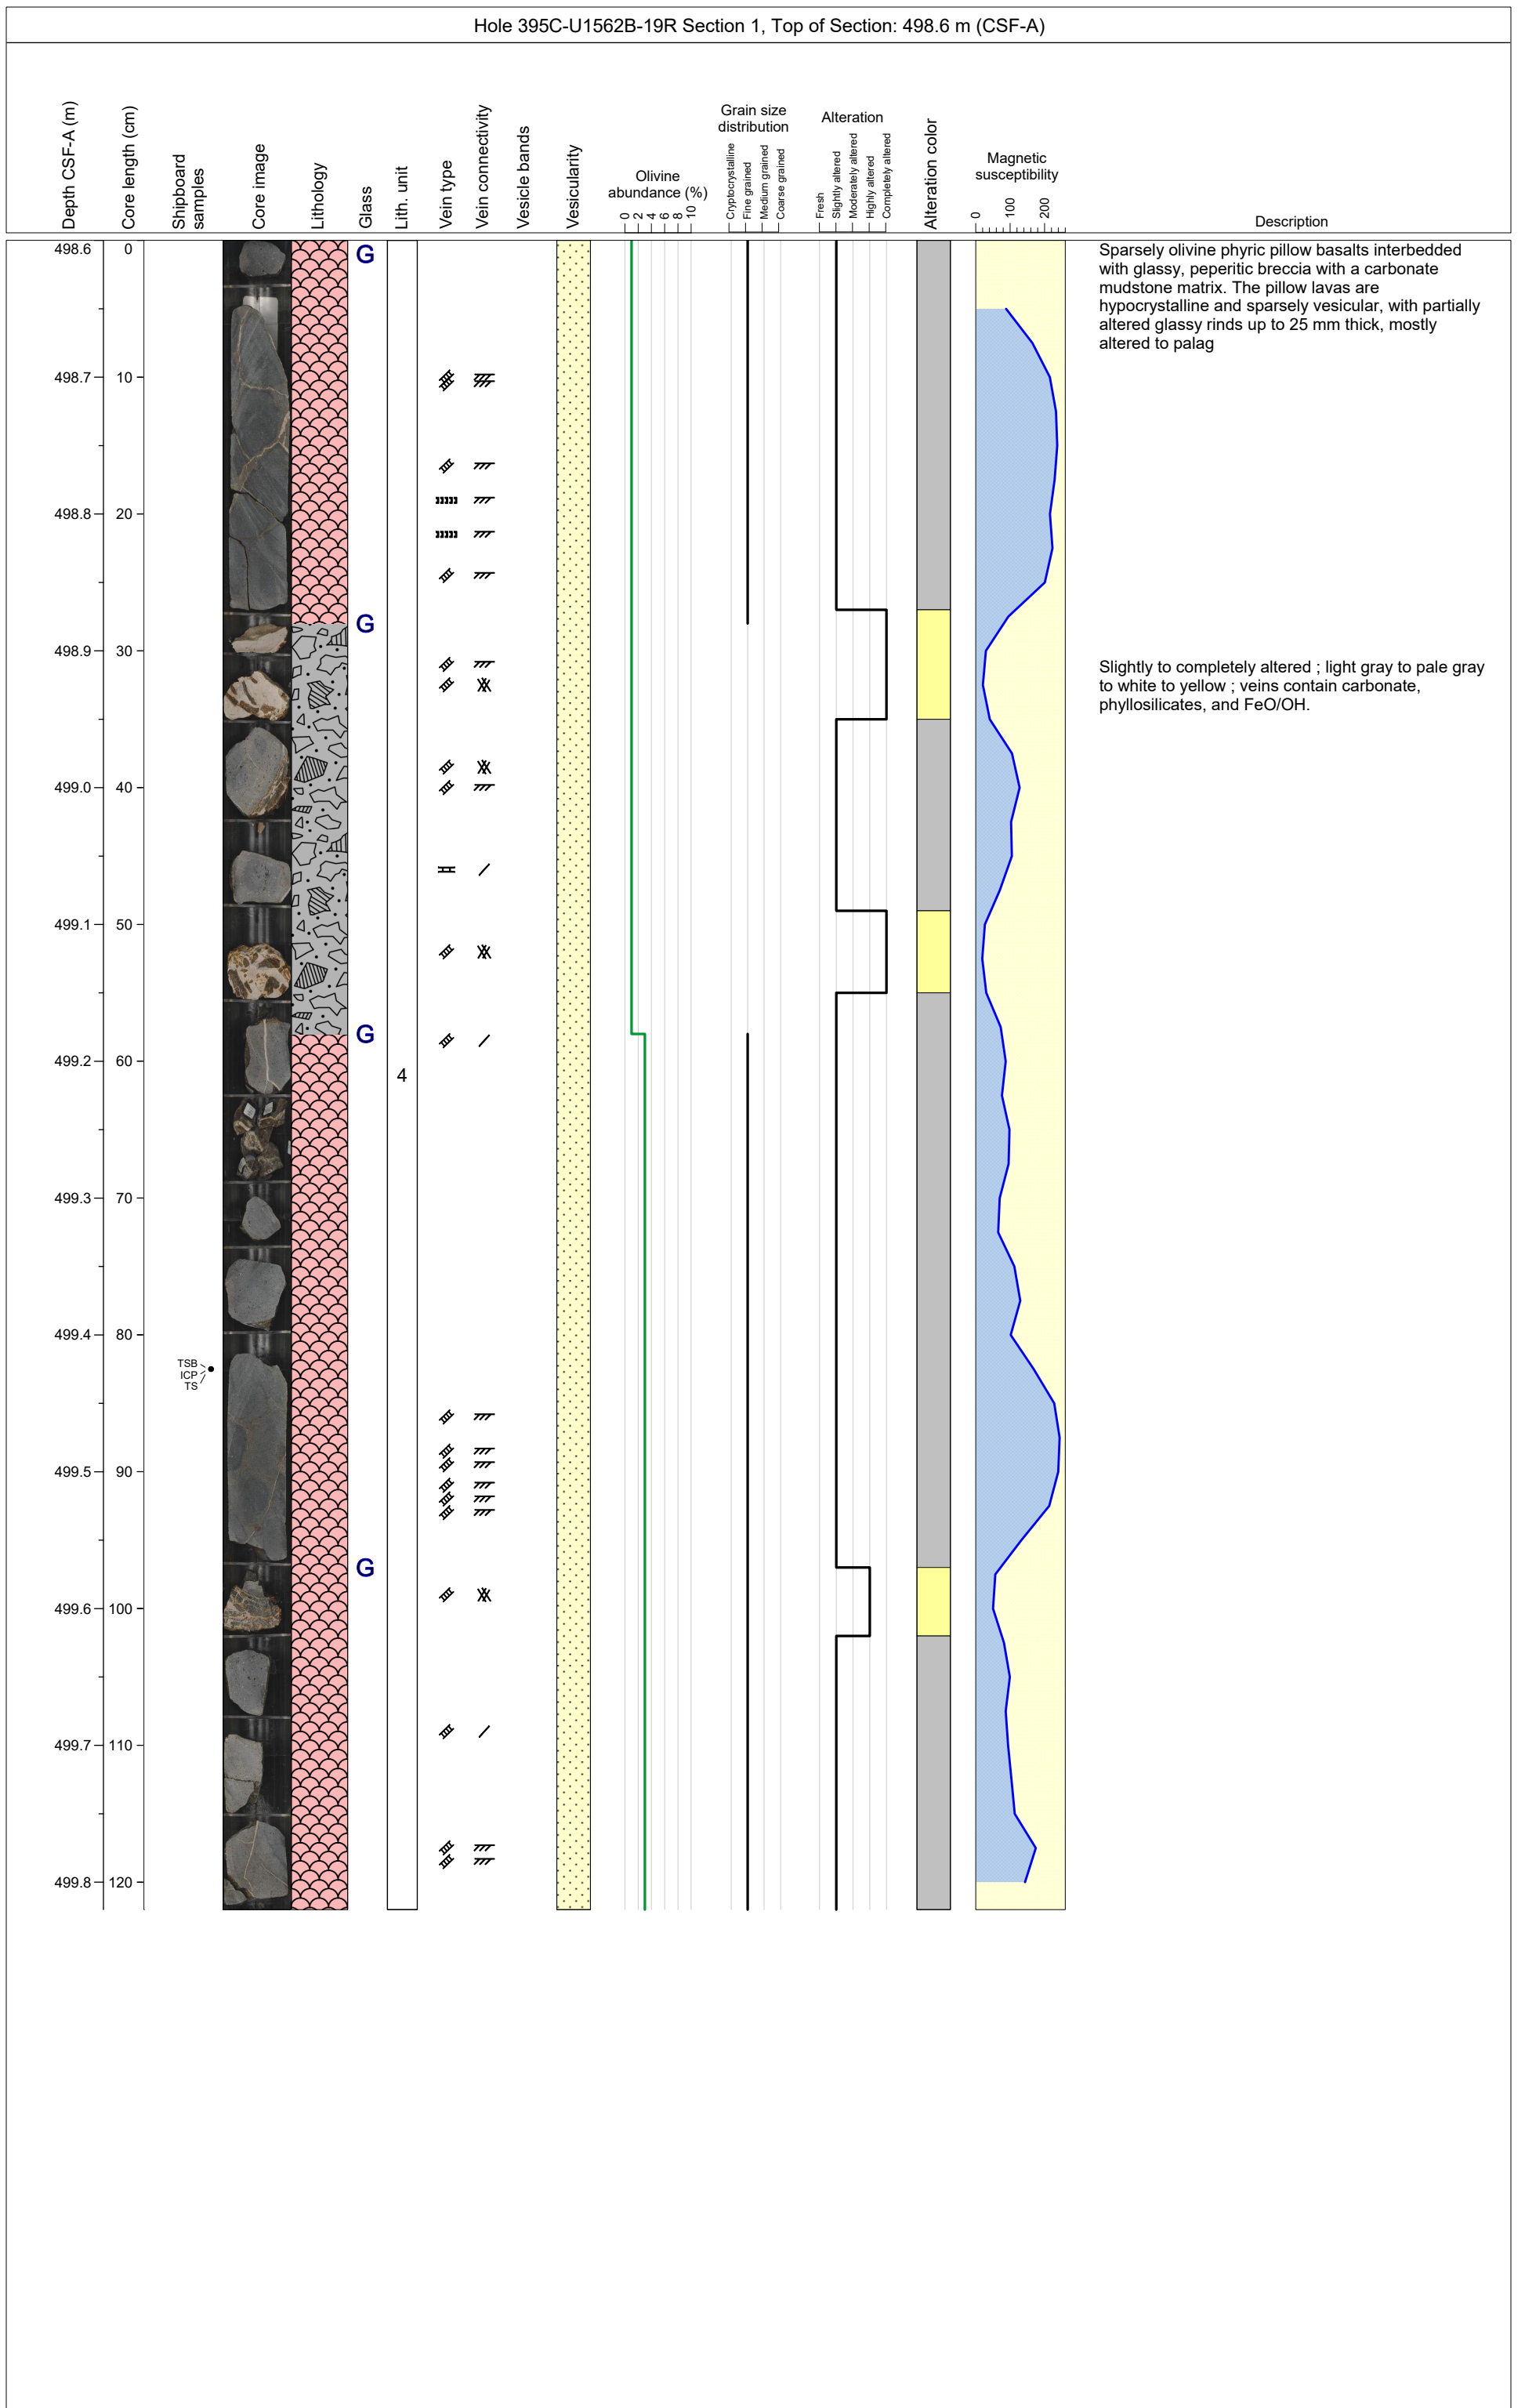 Hole 395C-U1562B-19R Section 1, Top of Section: 498.6 m (CSF-A)
Depth CSF-A (m)
Core length (cm)
Shipboard
samples
Core image
Lithology
Glass
Lith. unit
Vein type
Vein connectivity
Vesicle bands
Vesicularity
Olivine
abundance (%)
0 2 4 6 8 10
Grain size
distribution
Cryptocrystalline
Fine grained
Medium grained
Coarse grained
Alteration
Fresh
Slightly altered
Moderately altered
Highly altered
Completely altered
Alteration color
Magnetic
susceptibility
0 100 200
Description
498.6 0 G
Sparsely olivine phyric pillow basalts interbedded
with glassy, peperitic breccia with a carbonate
mudstone matrix. The pillow lavas are
hypocrystalline and sparsely vesicular, with partially
altered glassy rinds up to 25 mm thick, mostly
altered to palag
498.7 10
498.8 20
G
498.9 30
Slightly to completely altered ; light gray to pale gray
to white to yellow ; veins contain carbonate,
phyllosilicates, and FeO/OH.
499.0 40
499.1 50
G
499.2 60
4
499.3 70
499.4 80
TSB
ICP
TS
499.5 90
G
499.6 100
499.7 110
499.8 120